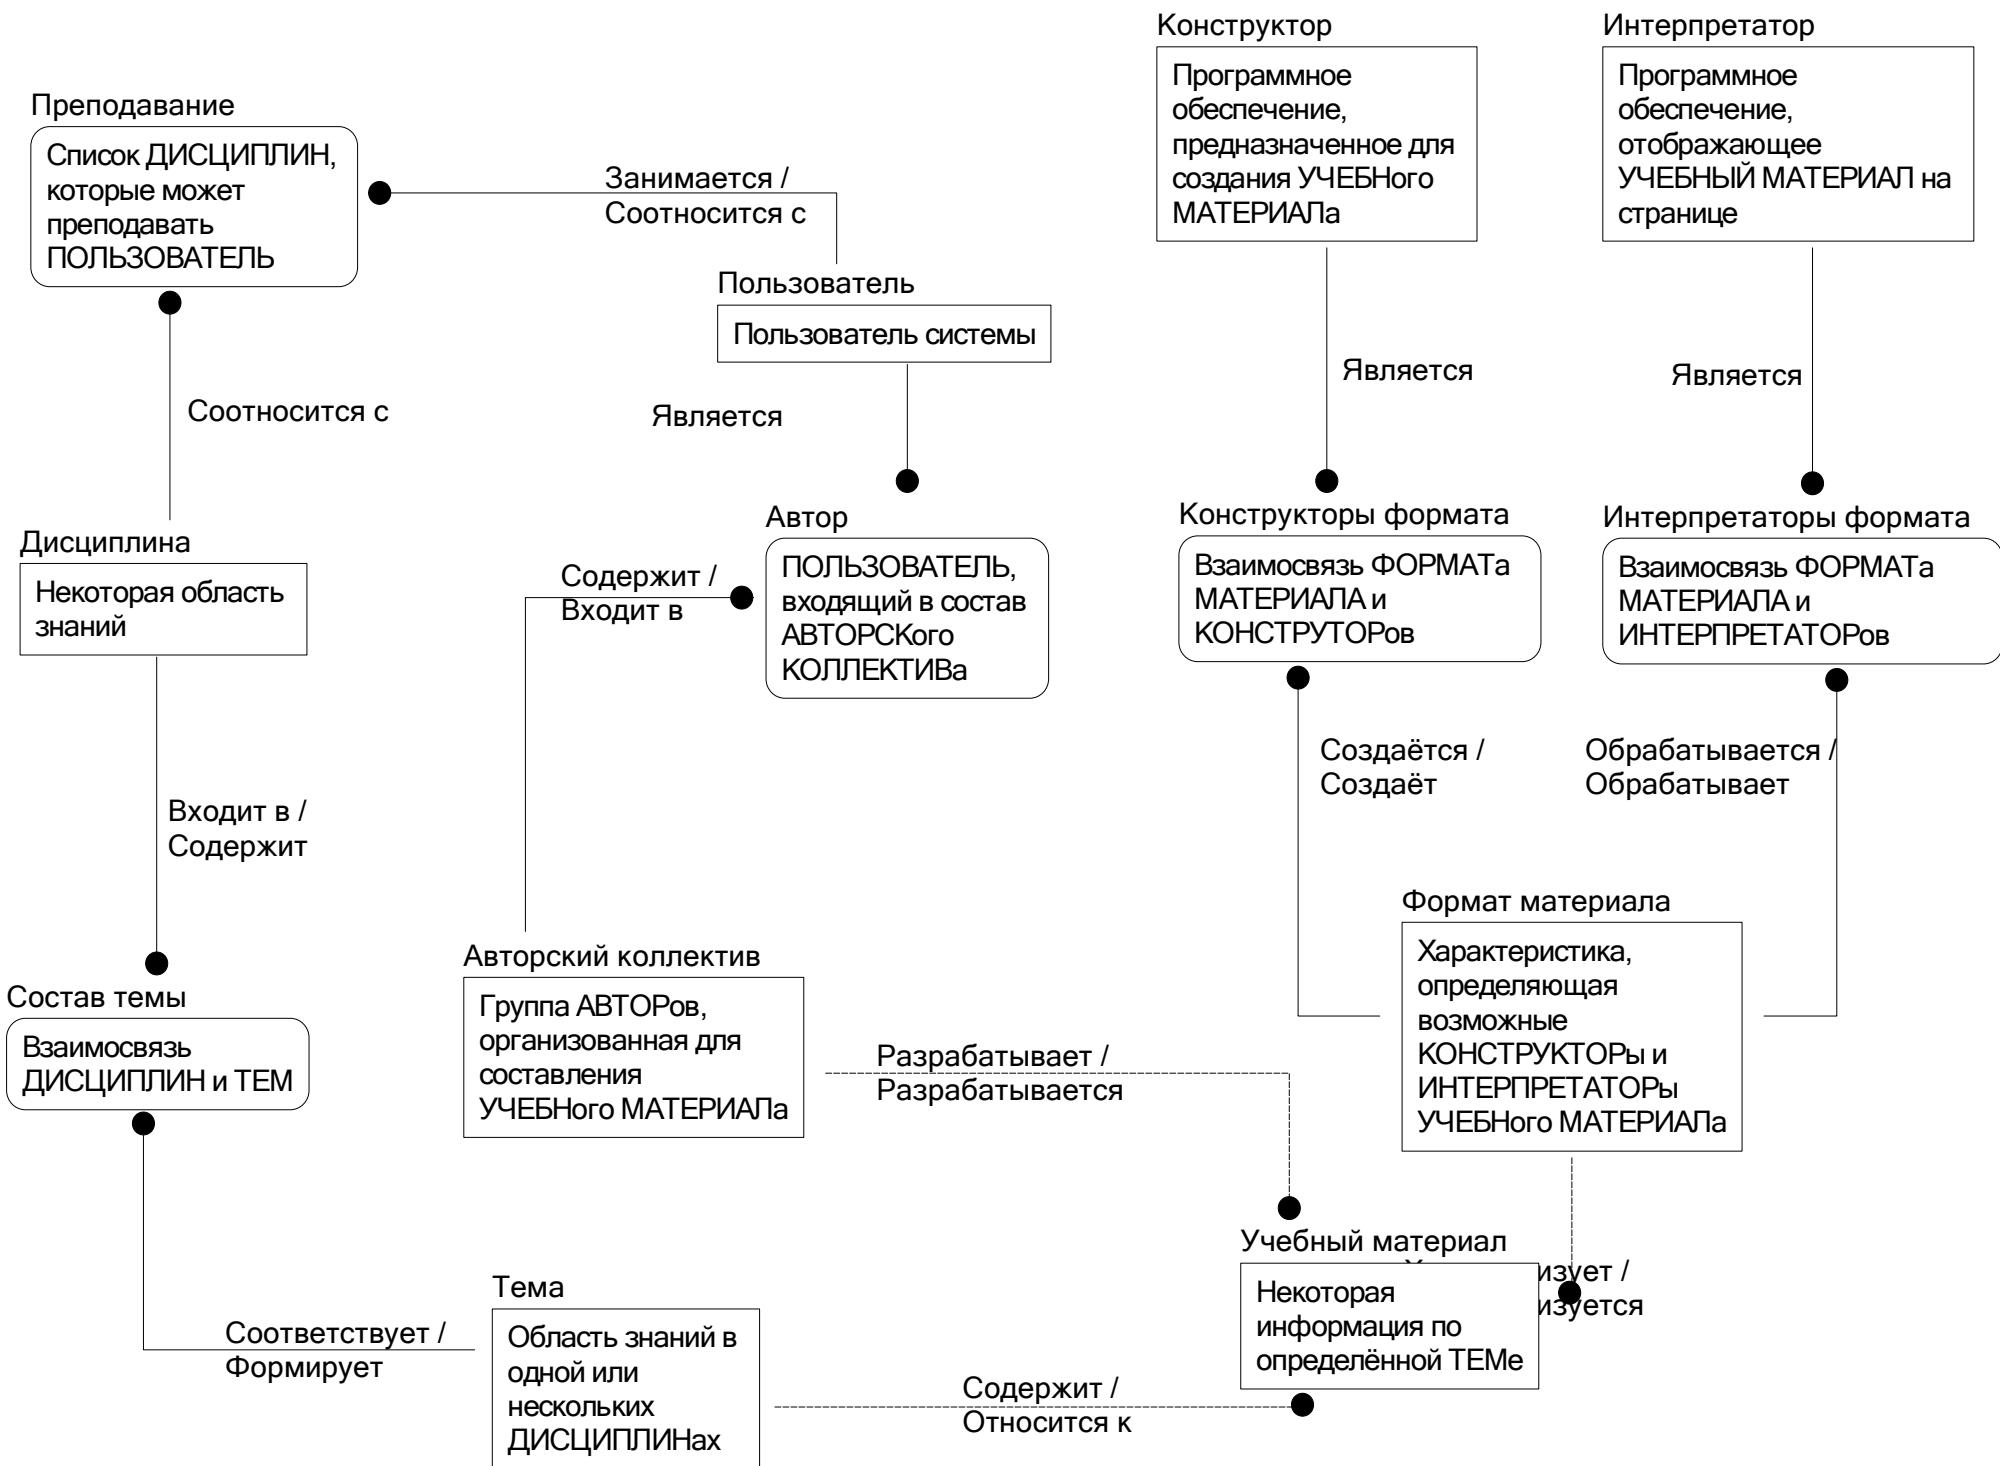 Конструктор
Программное
обеспечение,
предназначенное для
создания УЧЕБНого
МАТЕРИАЛа
Интерпретатор
Программное
обеспечение,
отображающее
УЧЕБНЫЙ МАТЕРИАЛ на
странице
Преподавание
Список ДИСЦИПЛИН,
которые может
преподавать
ПОЛЬЗОВАТЕЛЬ
Занимается /
Соотносится с
Пользователь
Пользователь системы
Соотносится с
Является
Является
Является
Дисциплина
Некоторая область
знаний
Содержит /
Входит в
Автор
ПОЛЬЗОВАТЕЛЬ,
входящий в состав
АВТОРСКого
КОЛЛЕКТИВа
Конструкторы формата
Взаимосвязь ФОРМАТа
МАТЕРИАЛА и
КОНСТРУТОРов
Интерпретаторы формата
Взаимосвязь ФОРМАТа
МАТЕРИАЛА и
ИНТЕРПРЕТАТОРов
Входит в /
Содержит
Создаётся /
Создаёт
Обрабатывается /
Обрабатывает
Состав темы
Взаимосвязь
ДИСЦИПЛИН и ТЕМ
Авторский коллектив
Группа АВТОРов,
организованная для
составления
УЧЕБНого МАТЕРИАЛа
Разрабатывает /
Разрабатывается
Формат материала
Характеристика,
определяющая
возможные
КОНСТРУКТОРы и
ИНТЕРПРЕТАТОРы
УЧЕБНого МАТЕРИАЛа
Соответствует /
Формирует
Тема
Область знаний в
одной или
нескольких
ДИСЦИПЛИНах
Содержит /
Относится к
Учебный материал
Некоторая
информация по
определённой ТЕМе